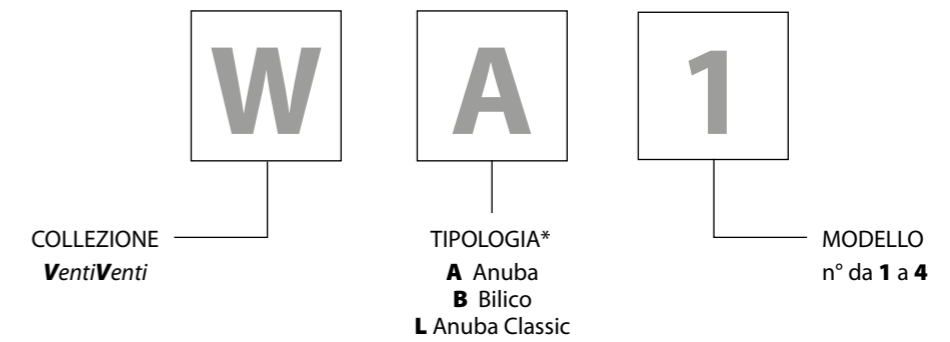 W A 1
COLLEZIONE
VentiVenti
TIPOLOGIA*
A Anuba
B Bilico
L Anuba Classic
MODELLO
n° da 1 a 4